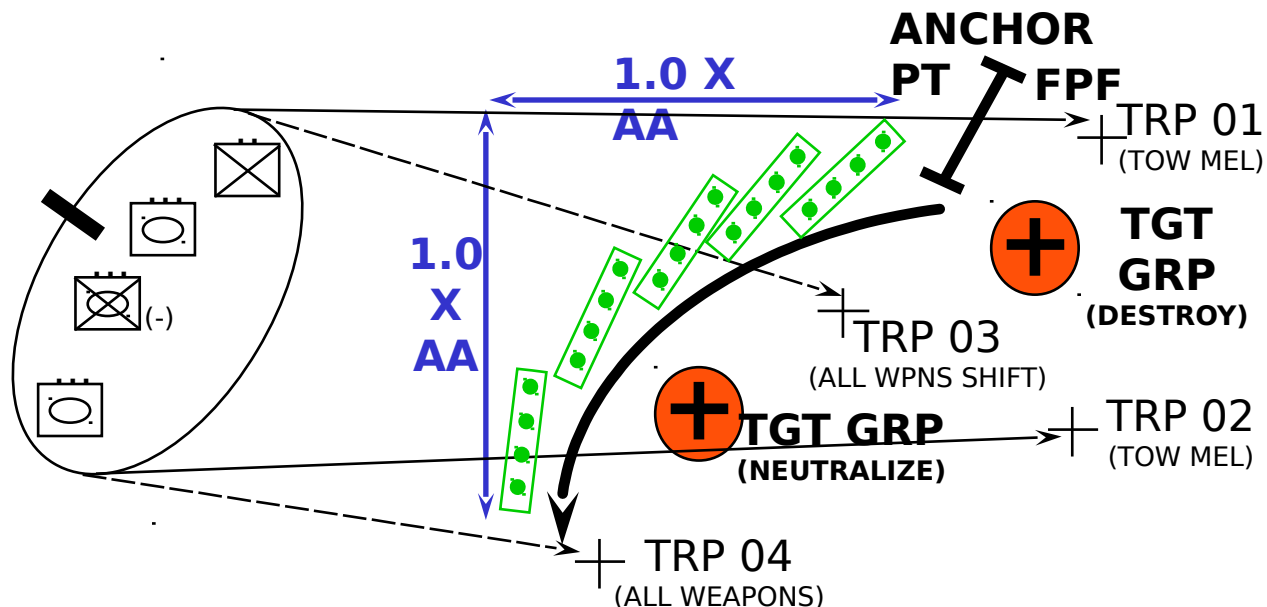 ANCHOR
PT
FPF
1.0 X
AA
TRP 01
(TOW MEL)
1.0
X
AA
TGT
GRP
(DESTROY)
(-)
TRP 03
(ALL WPNS SHIFT)
TRP 02
(TOW MEL)
TGT GRP
(NEUTRALIZE)
TRP 04
(ALL WEAPONS)